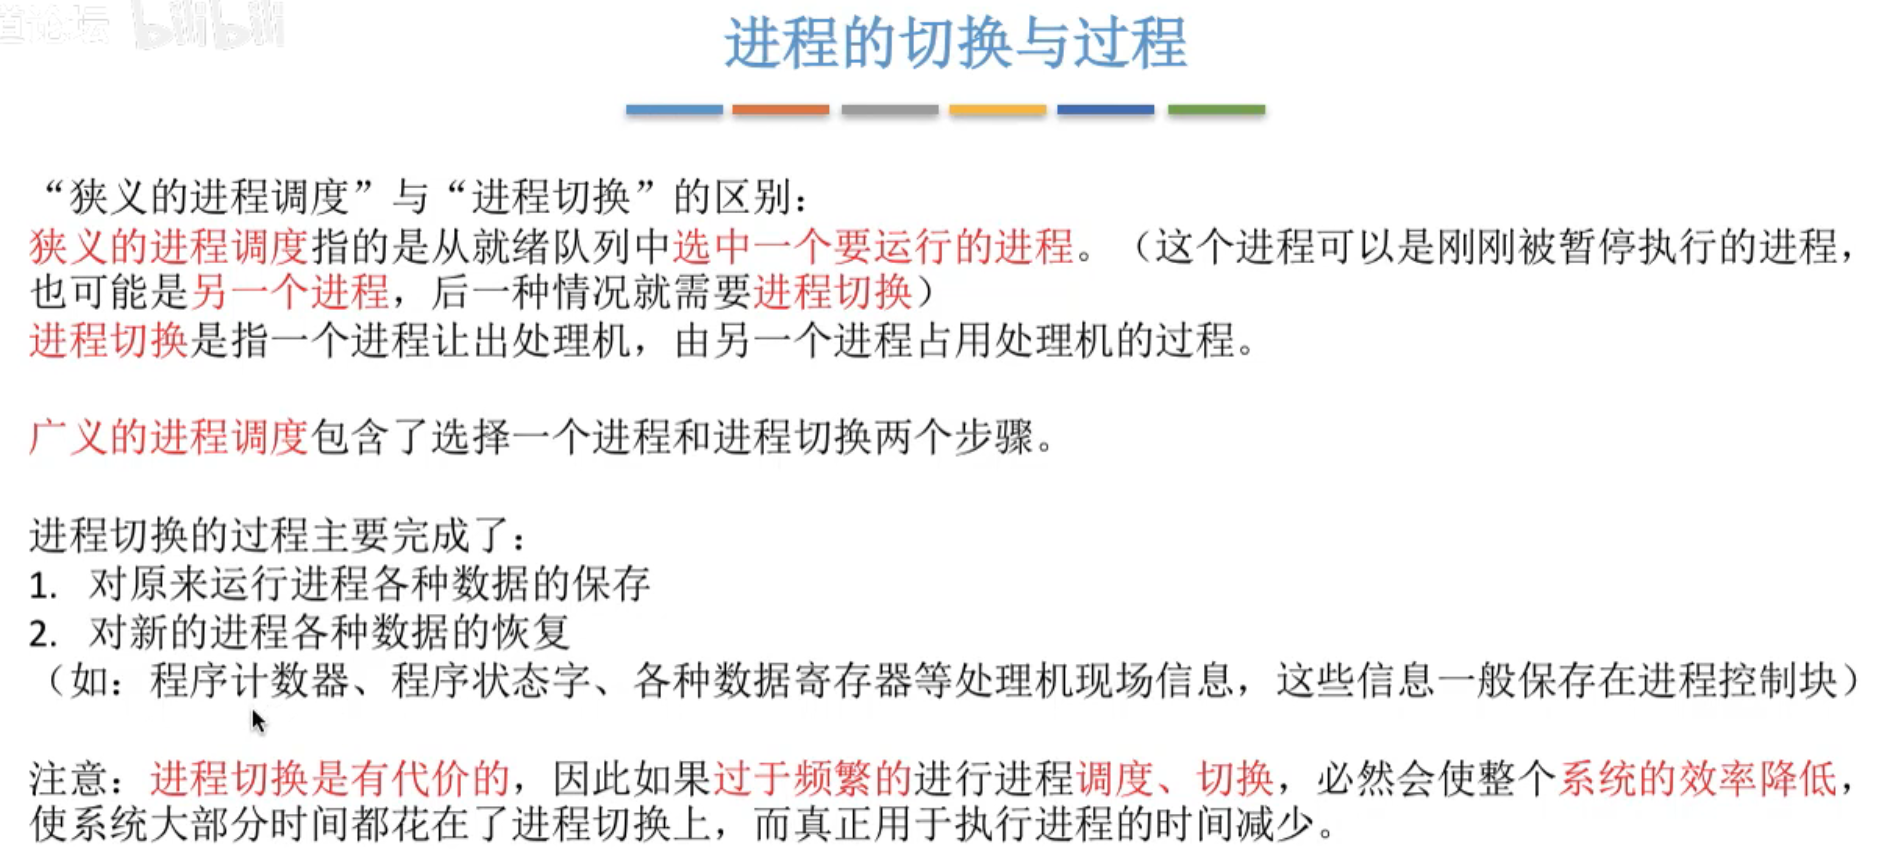 道论坛 bilibili
进程的切换与过程
“狭义的进程调度”与“进程切换”的区别：
狭义的进程调度指的是从就绪队列中选中一个要运行的进程。（这个进程可以是刚刚被暂停执行的进程，
也可能是另一个进程，后一种情况就需要进程切换）
进程切换是指一个进程让出处理机，由另一个进程占用处理机的过程。
广义的进程调度包含了选择一个进程和进程切换两个步骤。
进程切换的过程主要完成了：
1. 对原来运行进程各种数据的保存
2. 对新的进程各种数据的恢复
（如：程序计数器、程序状态字、各种数据寄存器等处理机现场信息，这些信息一般保存在进程控制块）
注意：进程切换是有代价的，因此如果过于频繁的进行进程调度、切换，必然会使整个系统的效率降低，
使系统大部分时间都花在了进程切换上，而真正用于执行进程的时间减少。